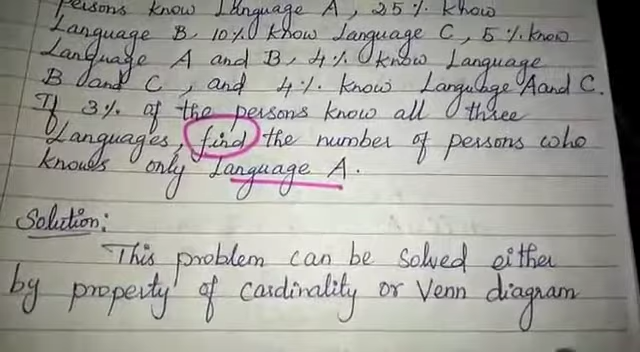 Persons know Language A, 25% know
Language B, 10% know Language C, 5% know
Language A and B, 4% know Language
B and C, and 4% know Language A and C.
If 3% of the persons know all three
Languages, find the number of persons who
knows only Language A.
Solution:
This problem can be solved either
by property of cardinality or Venn diagram